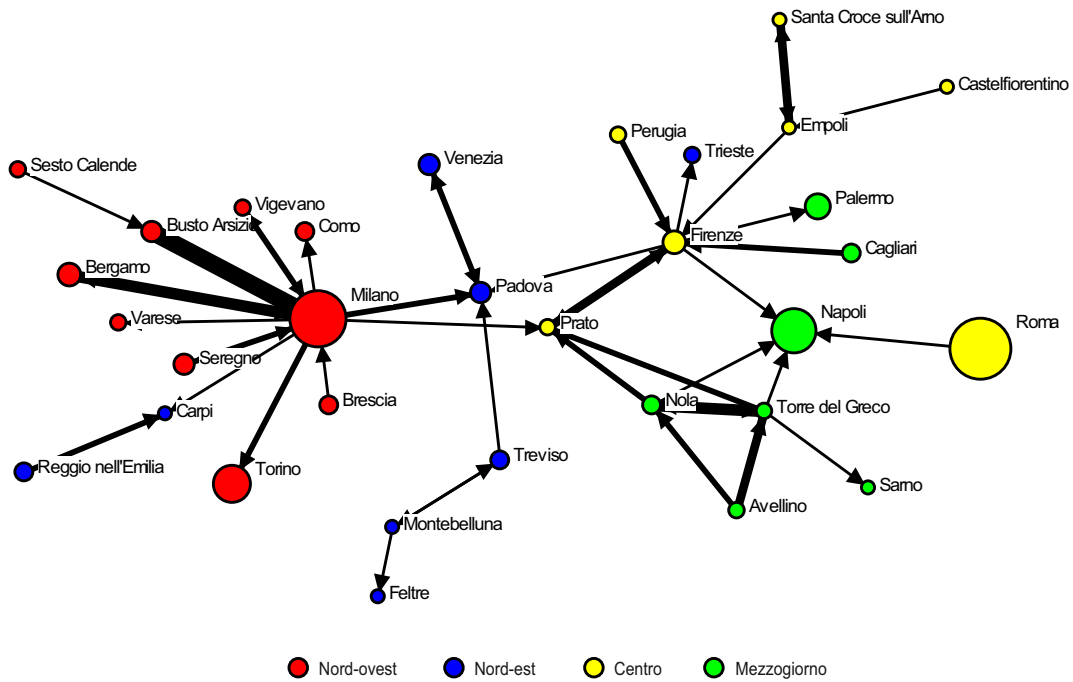 Santa Croce sull'Arno
Castelfiorentino
Empoli
Perugia
Trieste
Venezia
Sesto Calende
Palermo
Vigevano
Busto Arsizio
Como
Firenze
Cagliari
Bergamo
Padova
Milano
Napoli
Roma
Varese
Prato
Seregno
Nola
Brescia
Carpi
Torre del Greco
Reggio nell'Emilia
Torino
Treviso
Sarno
Avellino
Montebelluna
Feltre
Nord-ovest Nord-est Centro Mezzogiorno